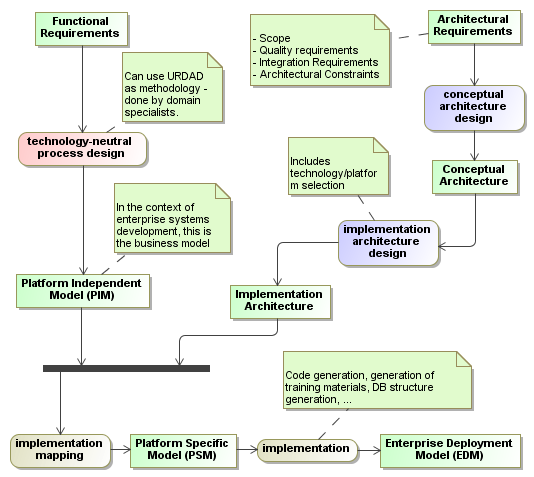 Functional
Requirements
Architectural
Requirements
- Scope
- Quality requirements
- Integration Requirements
- Architectural Constraints
Can use URDAD
as methodology -
done by domain
specialists.
conceptual
architecture
design
technology-neutral
process design
Includes
technology/platfor
m selection
Conceptual
Architecture
In the context of
enterprise systems
development, this is
the business model
implementation
architecture
design
Platform Independent
Model (PIM)
Implementation
Architecture
Code generation, generation of
training materials, DB structure
generation, ...
implementation
mapping
Platform Specific
Model (PSM)
implementation
Enterprise Deployment
Model (EDM)